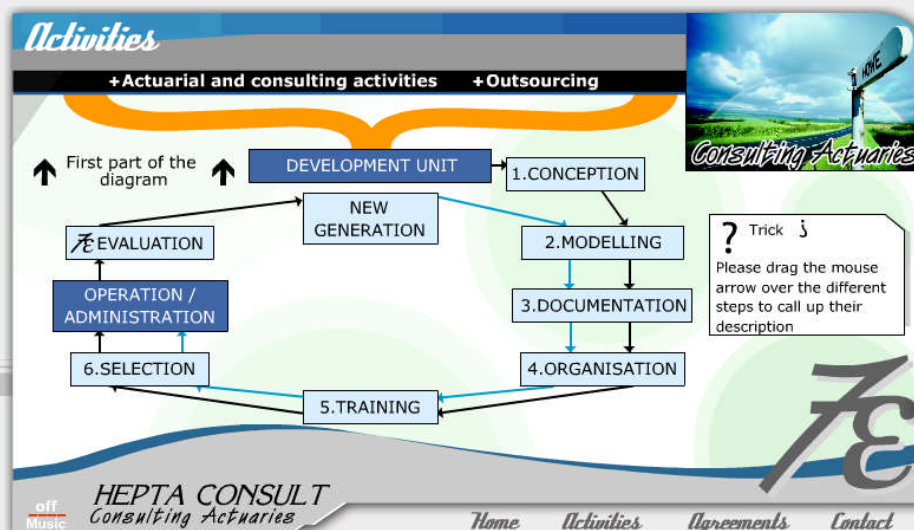 Activities
+Actuarial and consulting activities +Outsourcing
HOME
Consulting Actuaries
First part of the
diagram
DEVELOPMENT UNIT
1.CONCEPTION
NEW
GENERATION
7ε EVALUATION
2.MODELLING
OPERATION /
ADMINISTRATION
3.DOCUMENTATION
6.SELECTION
4.ORGANISATION
5.TRAINING
? Trick ¿
Please drag the mouse
arrow over the different
steps to call up their
description
7ε
HEPTA CONSULT
Consulting Actuaries
off
Music
Home Activities Agreements Contact